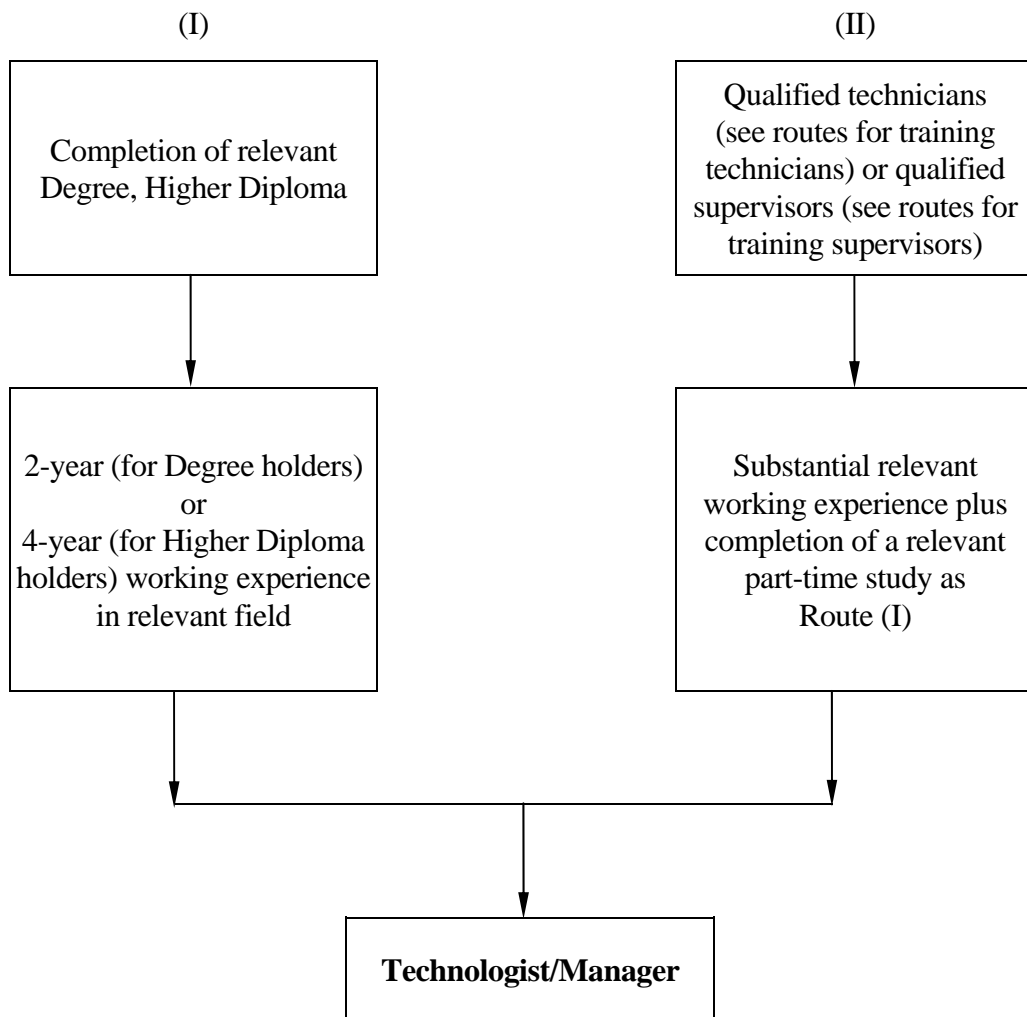 (I)
Completion of relevant
Degree, Higher Diploma
2-year (for Degree holders)
or
4-year (for Higher Diploma
holders) working experience
in relevant field
(II)
Qualified technicians
(see routes for training
technicians) or qualified
supervisors (see routes for
training supervisors)
Substantial relevant
working experience plus
completion of a relevant
part-time study as
Route (I)
Technologist/Manager